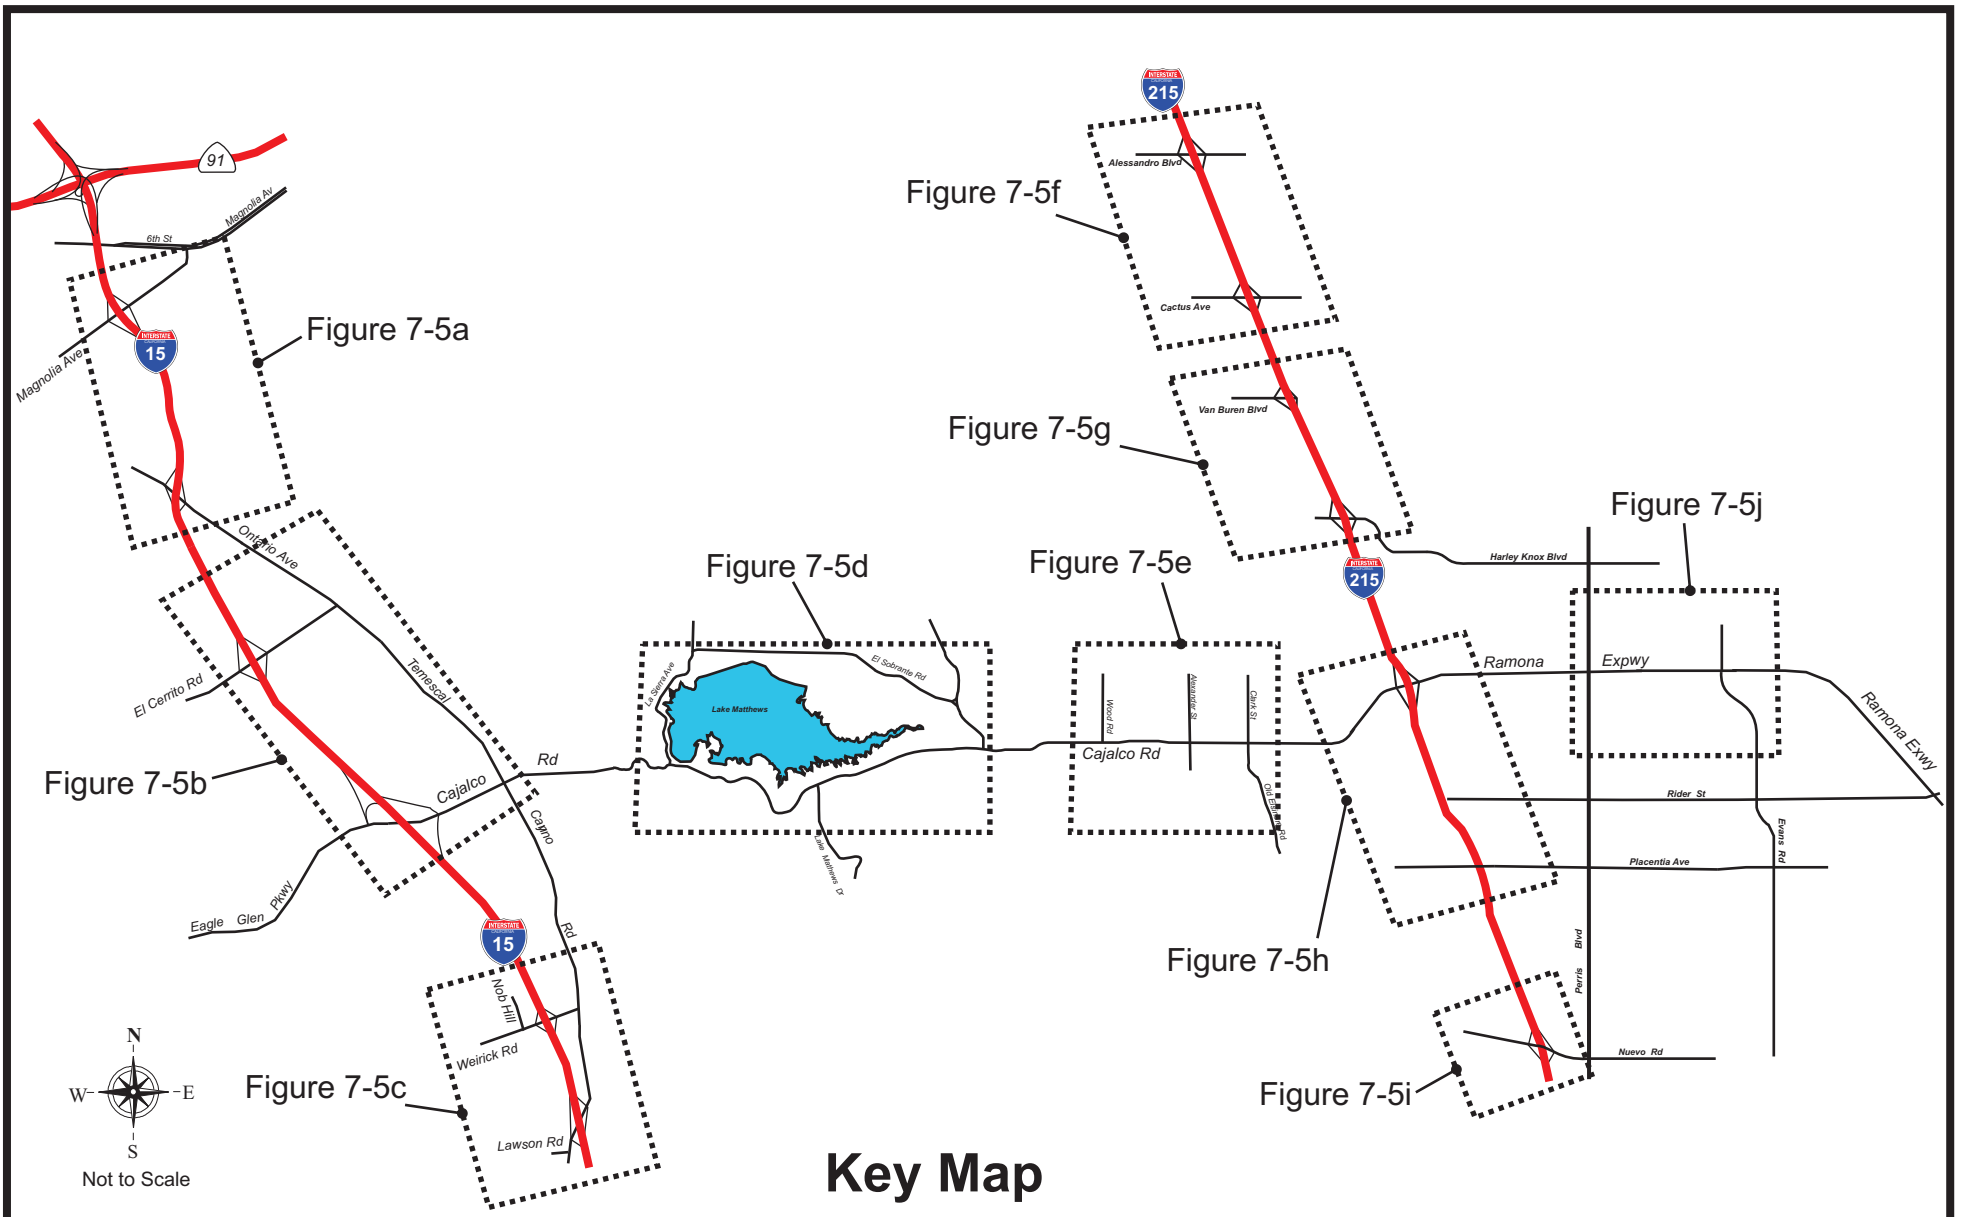 INTERSTATE
CALIFORNIA
215
91
Alessandro Blvd
Figure 7-5f
Magnolia Av
6th St
Cactus Ave
Figure 7-5a
INTERSTATE
CALIFORNIA
15
Magnolia Ave
Van Buren Blvd
Figure 7-5g
Figure 7-5j
Ontario Ave
Harley Knox Blvd
Figure 7-5d
Figure 7-5e
INTERSTATE
CALIFORNIA
215
El Sobrante Rd
La Sierra Ave
Ramona Expwy
El Cerrito Rd
Temescal
Lake Matthews
Wood Rd
Alexander St
Clark St
Ramona Exwy
Cajalco Rd
Cajalco Rd
Figure 7-5b
Rider St
Old Elsinore Rd
Canyno
Evans Rd
Lake Mathews Dr
Placentia Ave
Eagle Glen Pkwy
INTERSTATE
CALIFORNIA
15
Rd
Figure 7-5h
Perris Blvd
Nob Hill
Weirick Rd
Nuevo Rd
Figure 7-5c
Figure 7-5i
Lawson Rd
N
W E
S
Not to Scale
Key Map